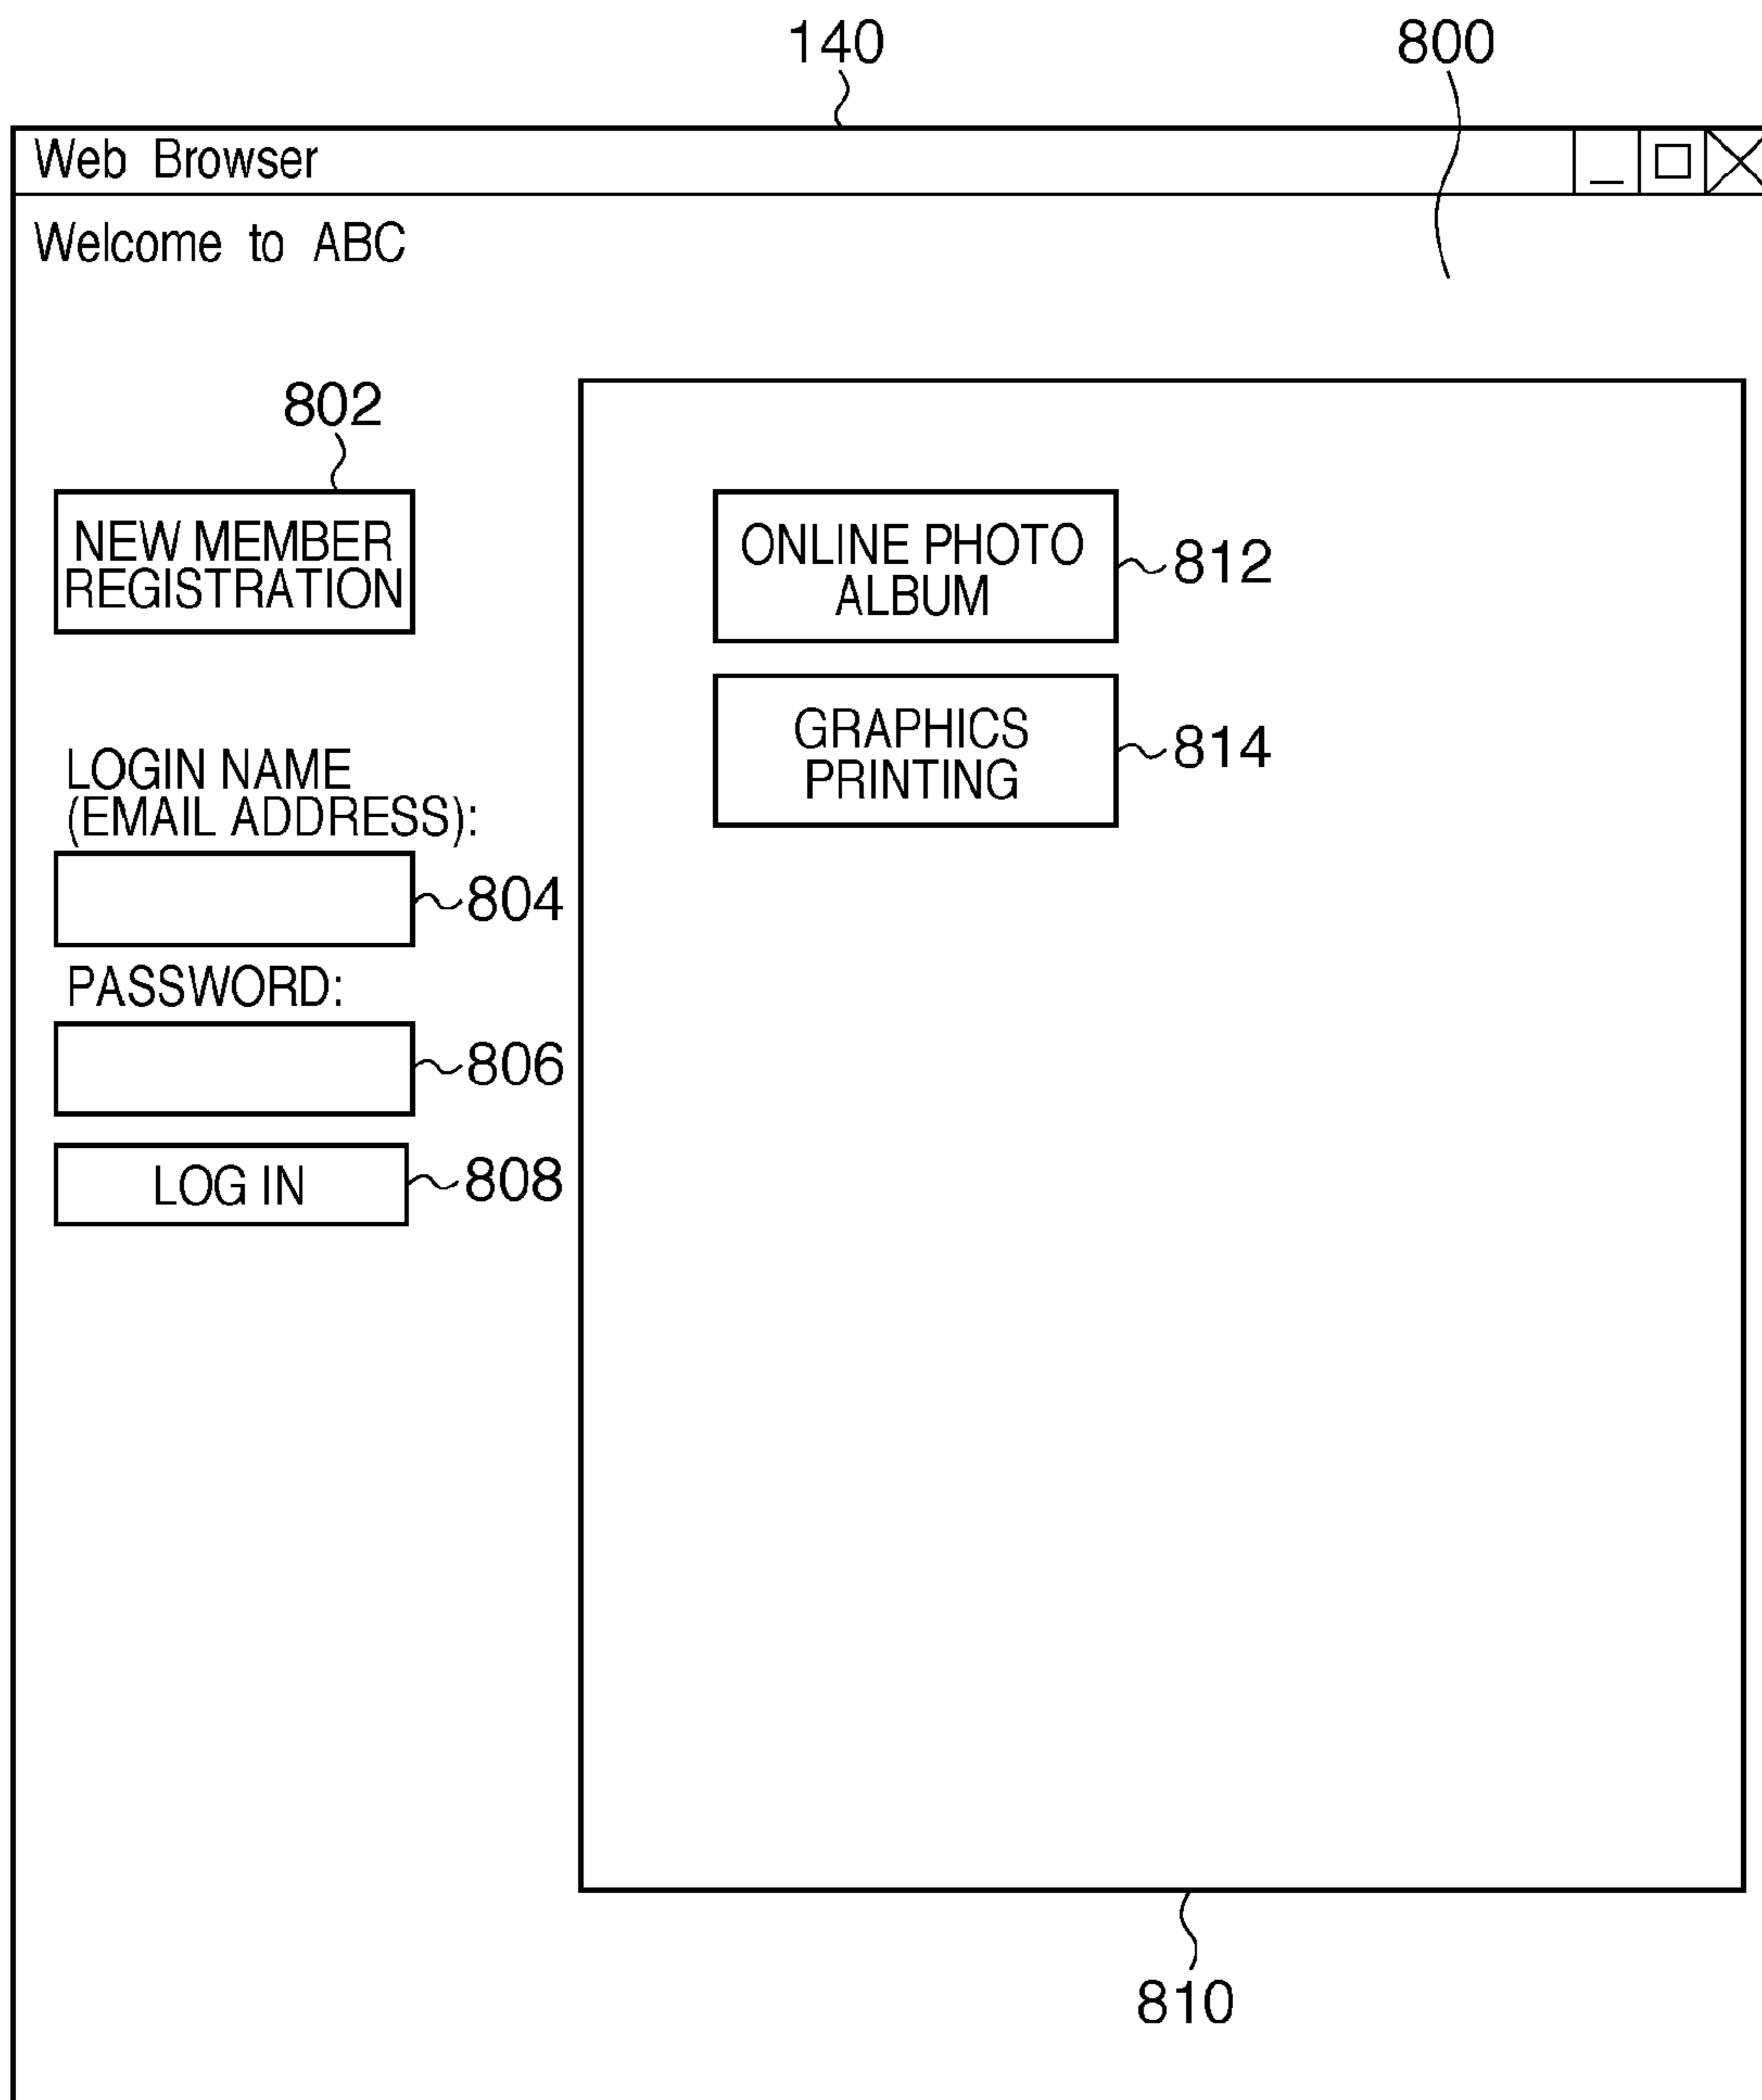 140
800
Web Browser
Welcome to ABC
802
NEW MEMBER
REGISTRATION
LOGIN NAME
(EMAIL ADDRESS):
804
PASSWORD:
806
LOG IN
808
ONLINE PHOTO
ALBUM
812
GRAPHICS
PRINTING
814
810